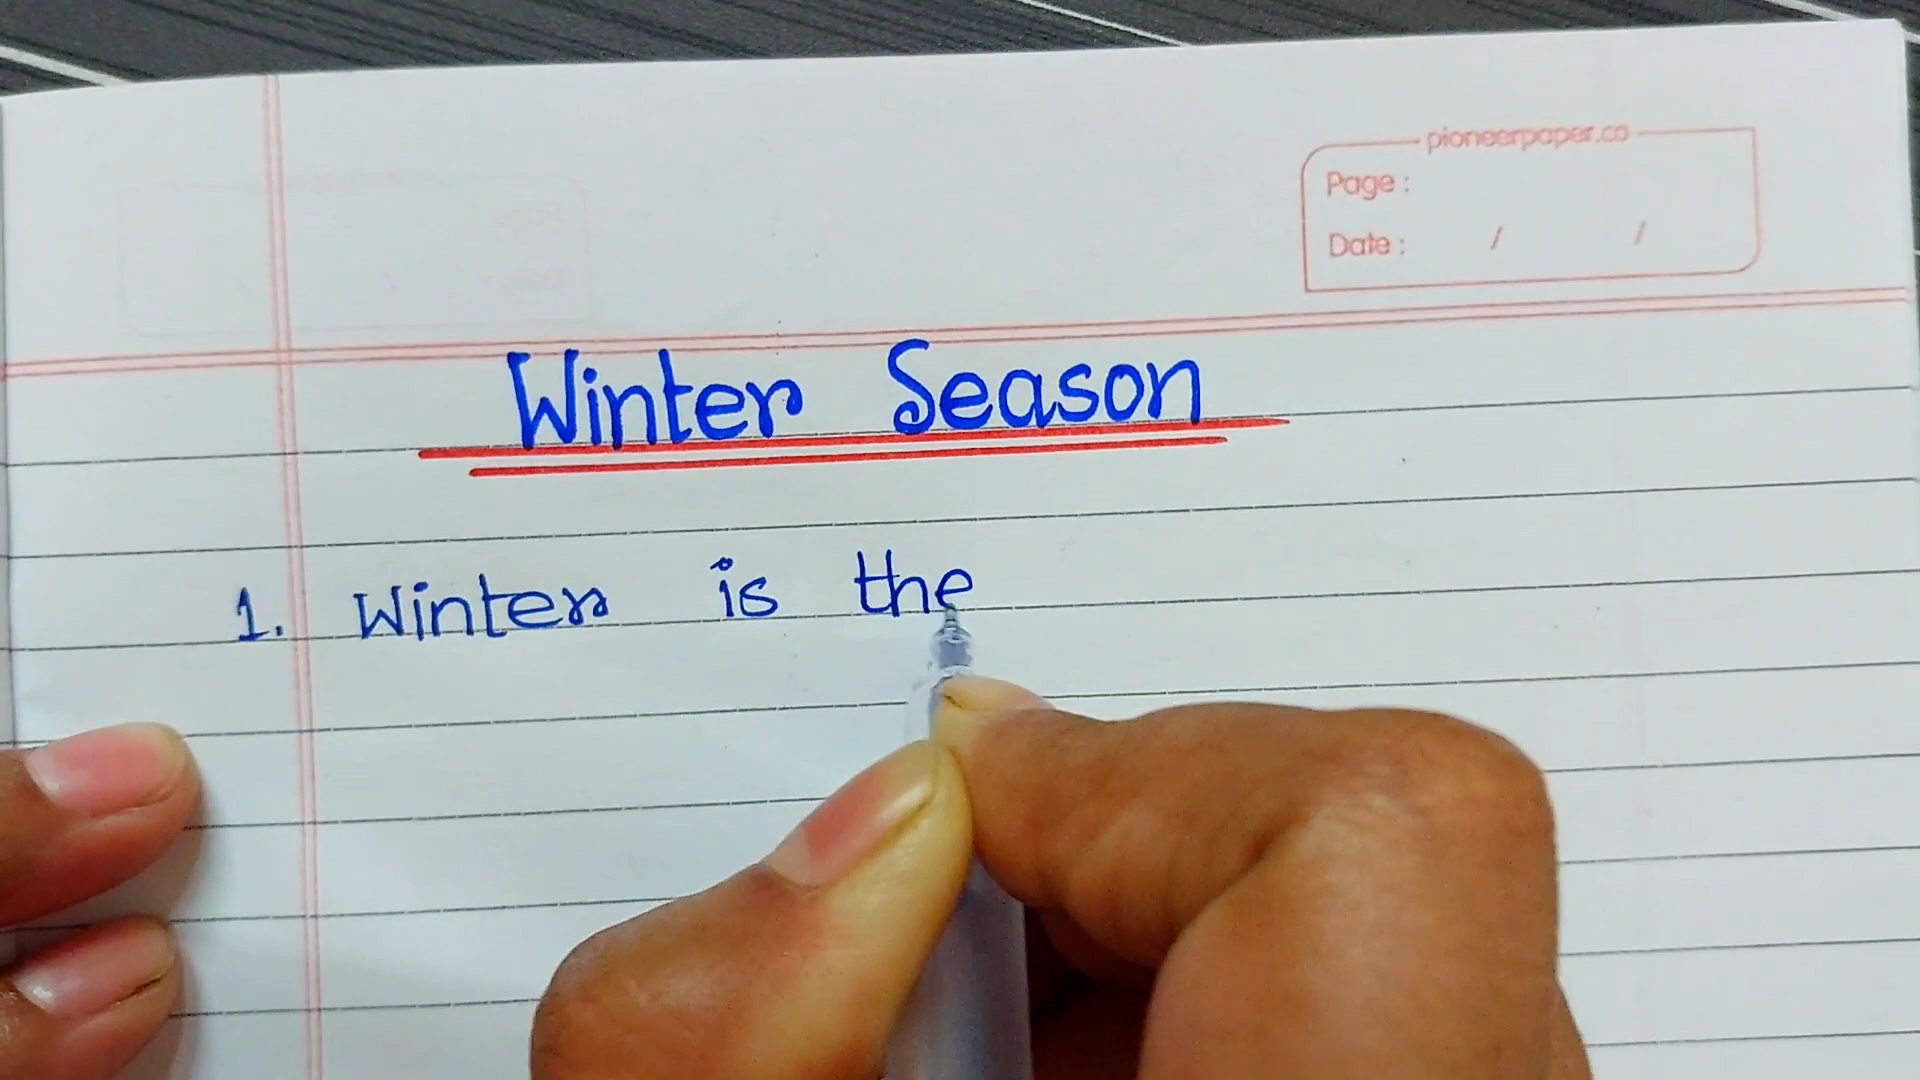 pioneerpaper.co
Page :
Date : / /
Winter Season
1. Winter is the